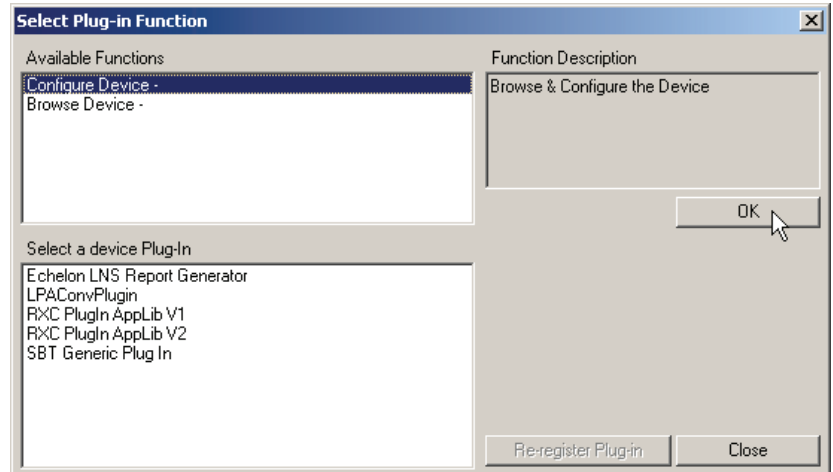 Select Plug-in Function
Available Functions
Configure Device -
Browse Device -
Function Description
Browse & Configure the Device
OK
Select a device Plug-In
Echelon LNS Report Generator
LPAConvPlugin
RXC PlugIn AppLib V1
RXC PlugIn AppLib V2
SBT Generic Plug In
Re-register Plug-in
Close